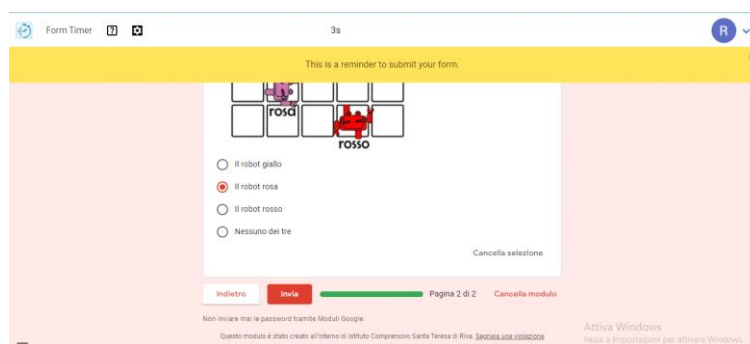 Form Timer
3s
R
This is a reminder to submit your form.
rosa
rosso
Il robot giallo
Il robot rosa
Il robot rosso
Nessuno dei tre
Cancella selezione
Indietro
Invia
Pagina 2 di 2
Cancella modulo
Non inviare mai le password tramite Moduli Google.
Questo modulo è stato creato all'interno di Istituto Comprensivo Santa Teresa di Riva. Segnala una violazione
Attiva Windows
Passa a Impostazioni per attivare Windows.